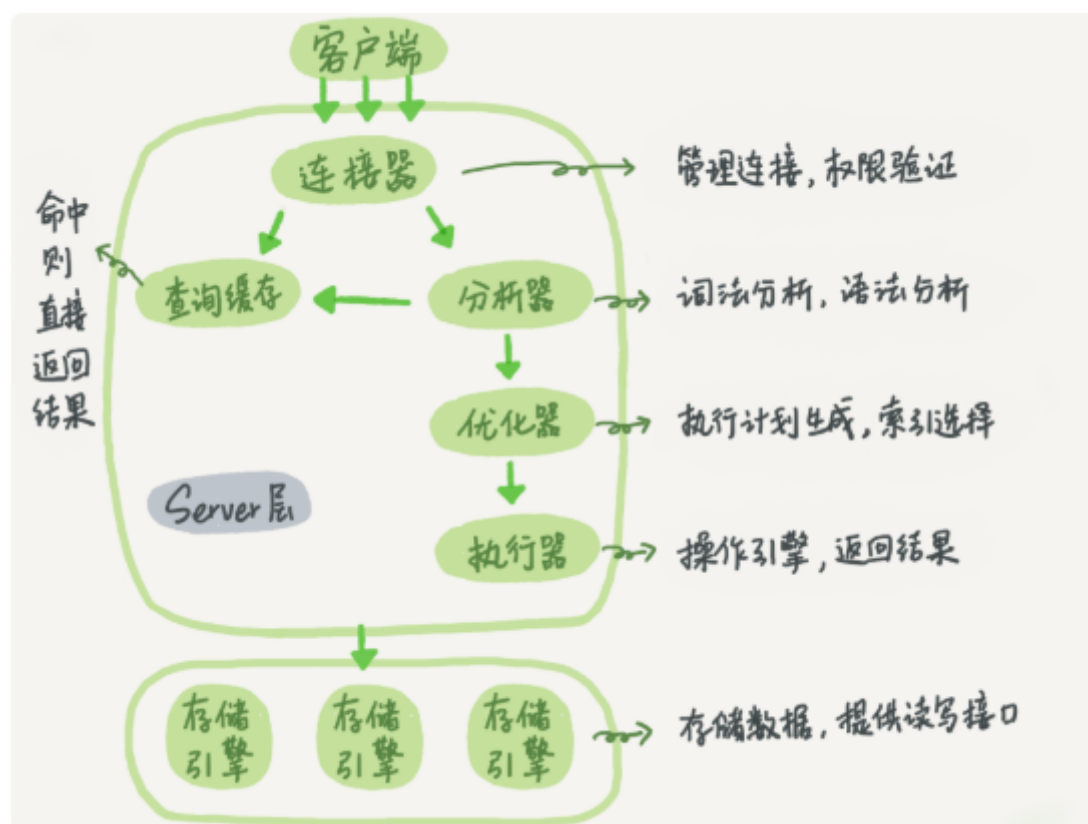 客户端
连接器
管理连接，权限验证
命中
则
直接
返回
结果
查询缓存
分析器
词法分析，语法分析
优化器
执行计划生成，索引选择
Server层
执行器
操作引擎，返回结果
存储
引擎
存储
引擎
存储
引擎
存储数据，提供读写接口